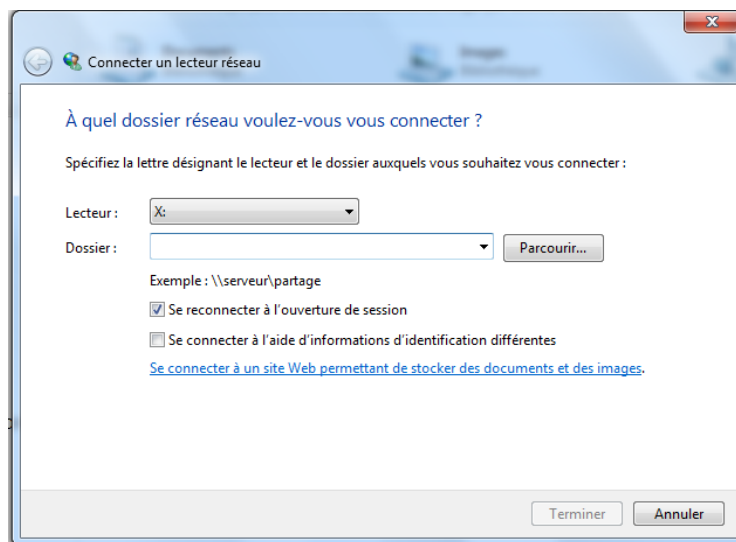 Documents
Images
Bibliothèque
Connecter un lecteur réseau
À quel dossier réseau voulez-vous vous connecter ?
Spécifiez la lettre désignant le lecteur et le dossier auxquels vous souhaitez vous connecter :
Lecteur : X:
Dossier : Parcourir...
Exemple : \\serveur\partage
Se reconnecter à l'ouverture de session
Se connecter à l'aide d'informations d'identification différentes
Se connecter à un site Web permettant de stocker des documents et des images.
Terminer Annuler